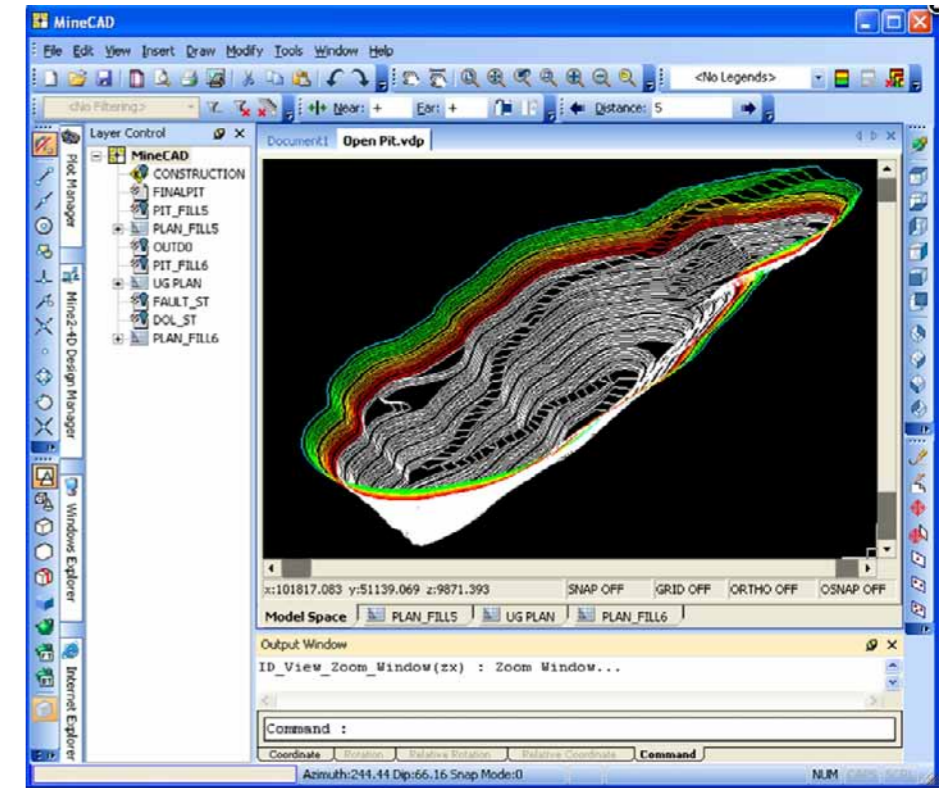 MineCAD
File Edit View Insert Draw Modify Tools Window Help
<No Legends>
<No Filtering> Near: + Far: + Distance: 5
Layer Control
Document1 Open Pit.vdp
MineCAD
CONSTRUCTION
FINALPIT
PIT_FILL5
PLAN_FILL5
OUTDO
PIT_FILL6
UG PLAN
FAULT_ST
DOL_ST
PLAN_FILL6
Plot Manager
Mine2-4D Design Manager
Windows Explorer
Internet Explorer
x:101817.083 y:51139.069 z:9871.393 SNAP OFF GRID OFF ORTHO OFF OSNAP OFF
Model Space PLAN_FILL5 UG PLAN PLAN_FILL6
Output Window
ID_View_Zoom_Window(zx) : Zoom Window...
Command :
Coordinate Rotation Relative Rotation Relative Coordinate Command
Azimuth:244.44 Dip:66.16 Snap Mode:0 NUM CAPS SCRL